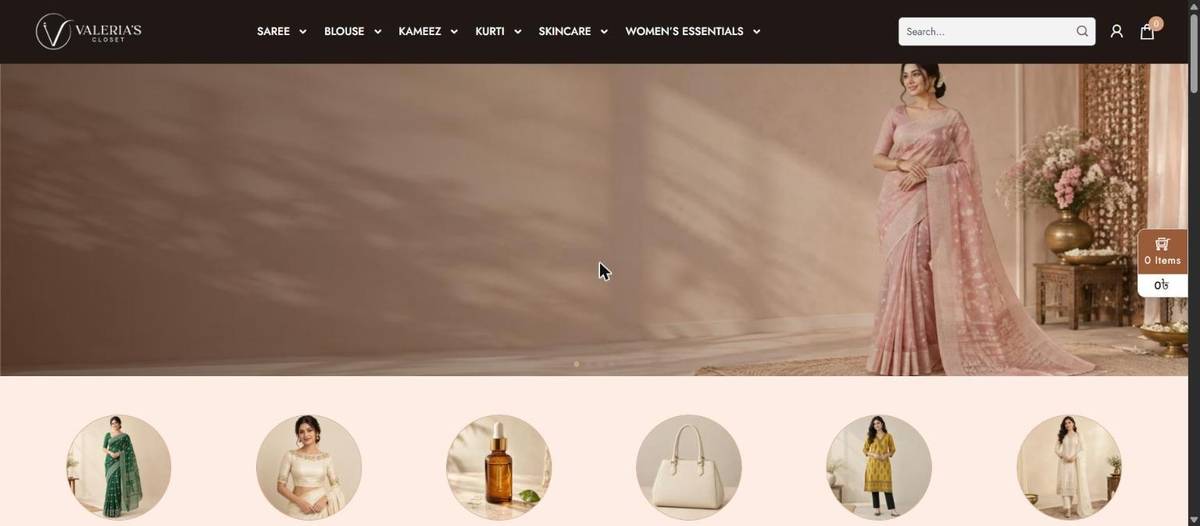 VALERIA'S
CLOSET
SAREE
BLOUSE
KAMEEZ
KURTI
SKINCARE
WOMEN'S ESSENTIALS
Search...
0
0 Items
0৳